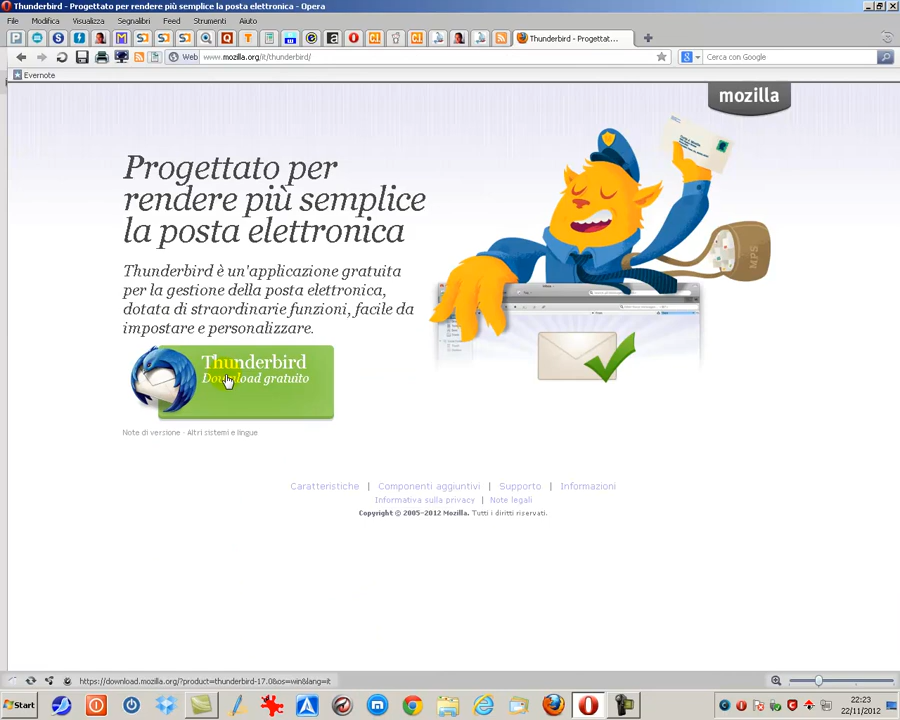 Thunderbird - Progettato per rendere più semplice la posta elettronica - Opera
File Modifica Visualizza Segnalibri Feed Strumenti Aiuto
Thunderbird - Progettat...
Web www.mozilla.org/it/thunderbird/
Cerca con Google
Evernote
mozilla
Progettato per
rendere più semplice
la posta elettronica
Thunderbird è un'applicazione gratuita
per la gestione della posta elettronica,
dotata di straordinarie funzioni, facile da
impostare e personalizzare.
MPS
Thunderbird
Download gratuito
Note di versione - Altri sistemi e lingue
Caratteristiche | Componenti aggiuntivi | Supporto | Informazioni
Informativa sulla privacy | Note legali
Copyright © 2005–2012 Mozilla. Tutti i diritti riservati.
https://download.mozilla.org/?product=thunderbird-17.0&os=win&lang=it
Start
22:23
22/11/2012